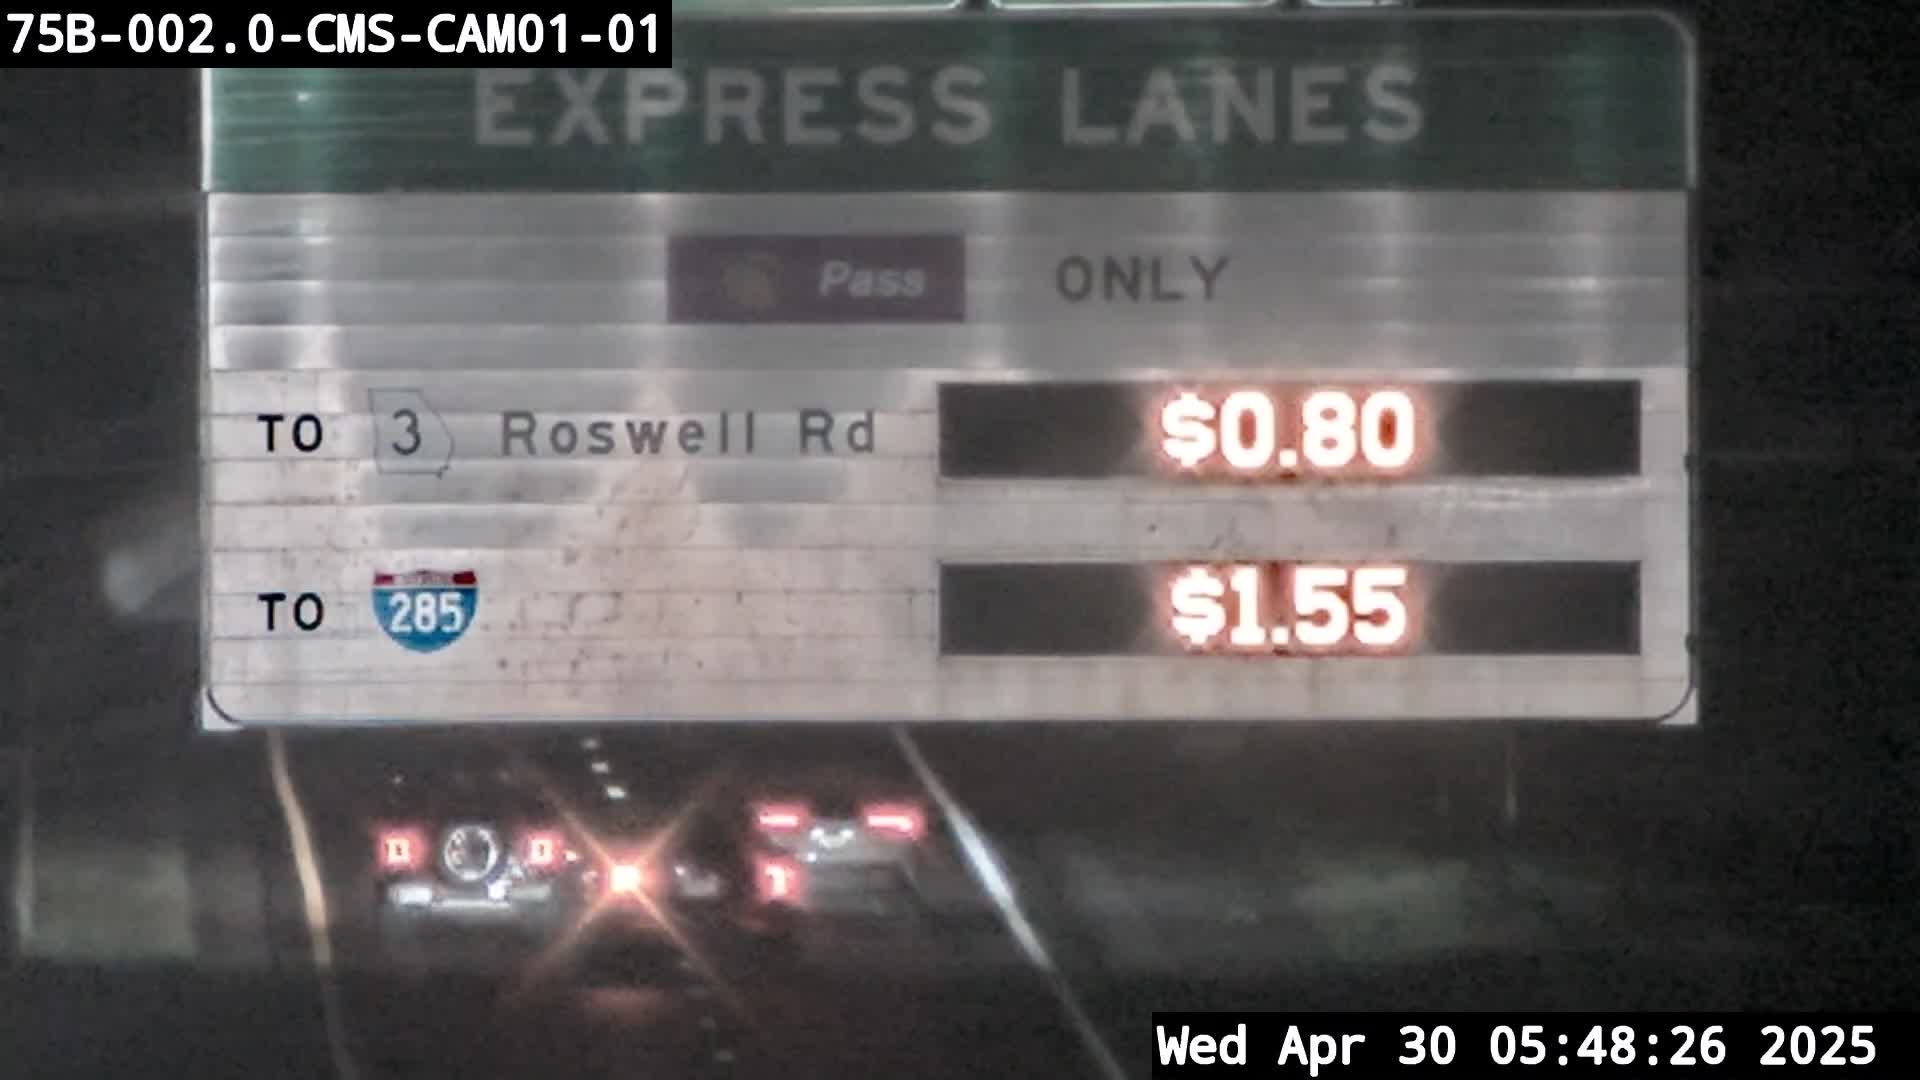 75B-002.0-CMS-CAM01-01
EXPRESS LANES
Pass ONLY
TO 3 Roswell Rd $0.80
TO 285 $1.55
Wed Apr 30 05:48:26 2025